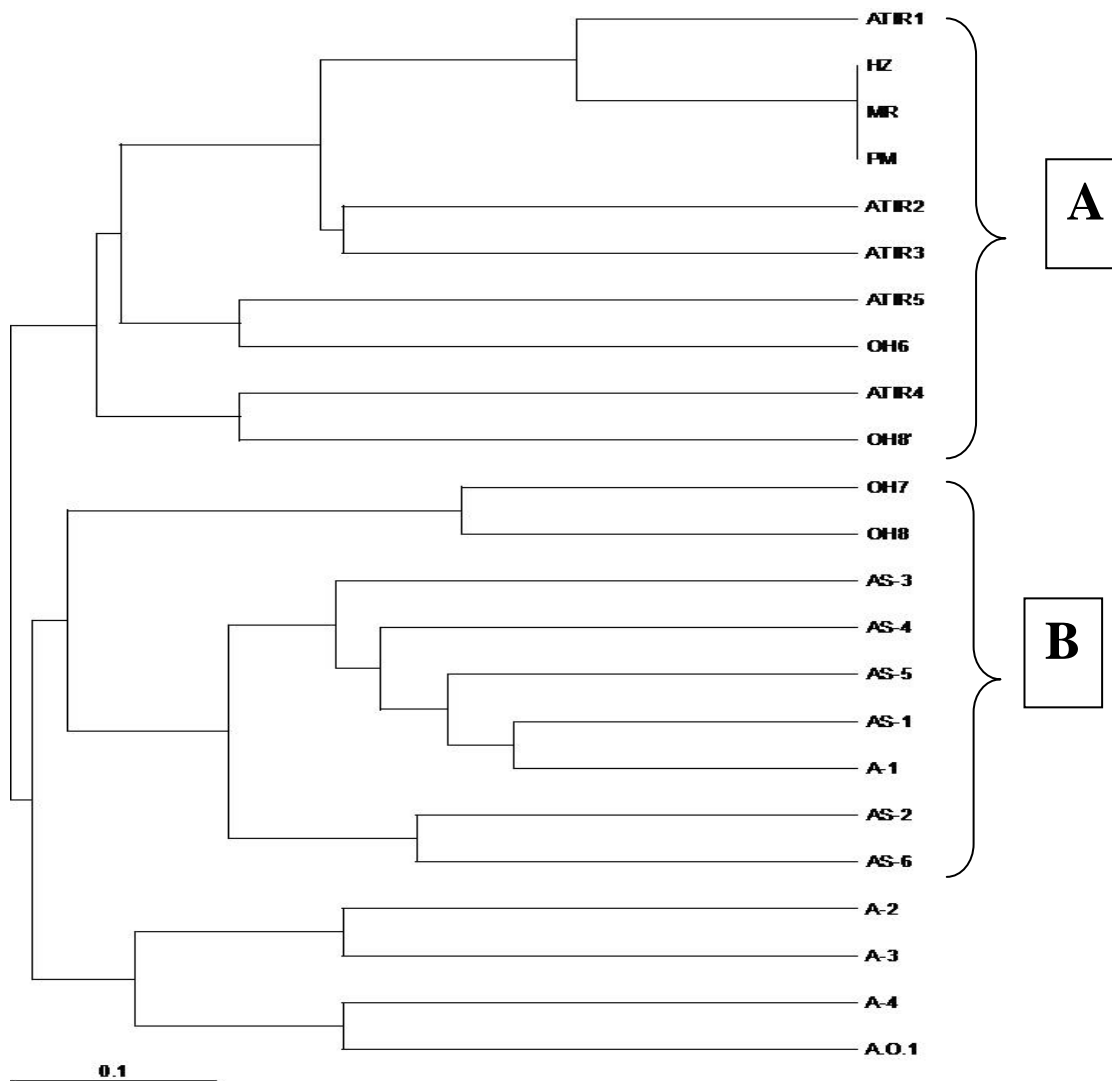 ATIR1
HZ
MR
PM
A
ATIR2
ATIR3
ATIR5
OH6
ATIR4
OH8'
OH7
OH8
AS-3
AS-4
B
AS-5
AS-1
A-1
AS-2
AS-6
A-2
A-3
A-4
A.O.1
0.1